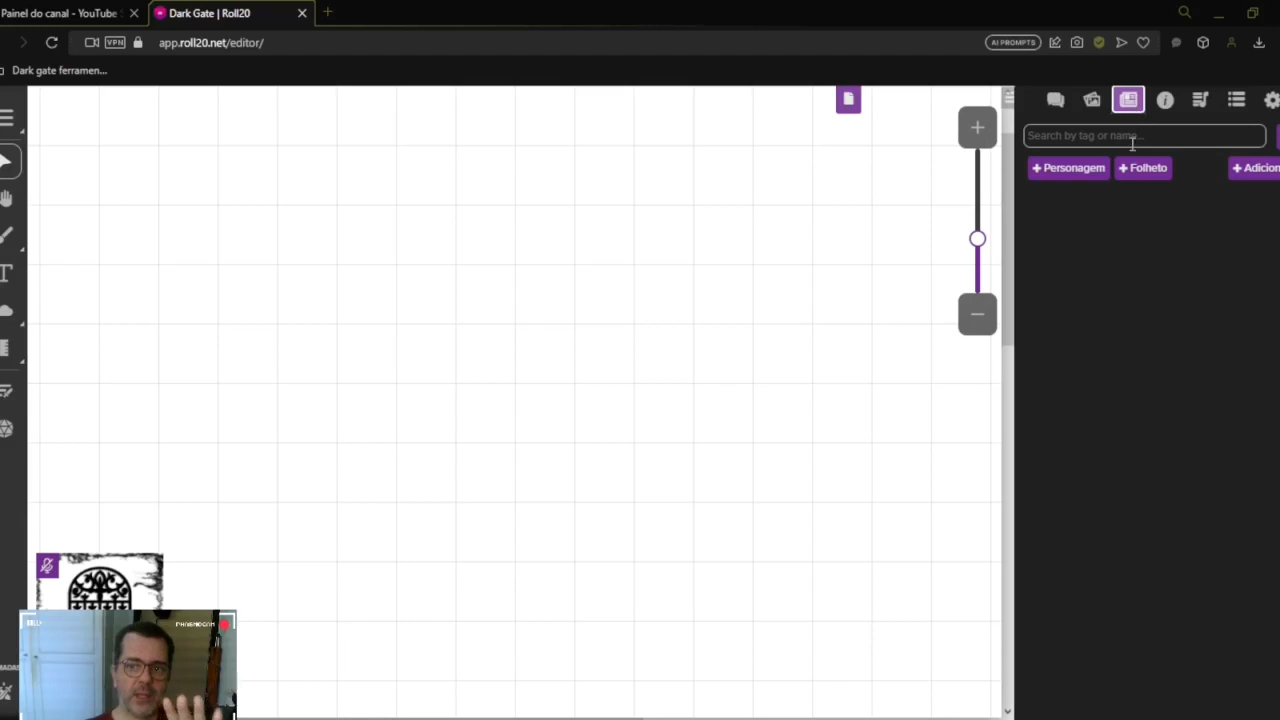 Painel do canal - YouTube
Dark Gate | Roll20
VPN
app.roll20.net/editor/
AI PROMPTS
Dark gate ferramen...
Search by tag or name...
+ Personagem
+ Folheto
+ Adicion
T